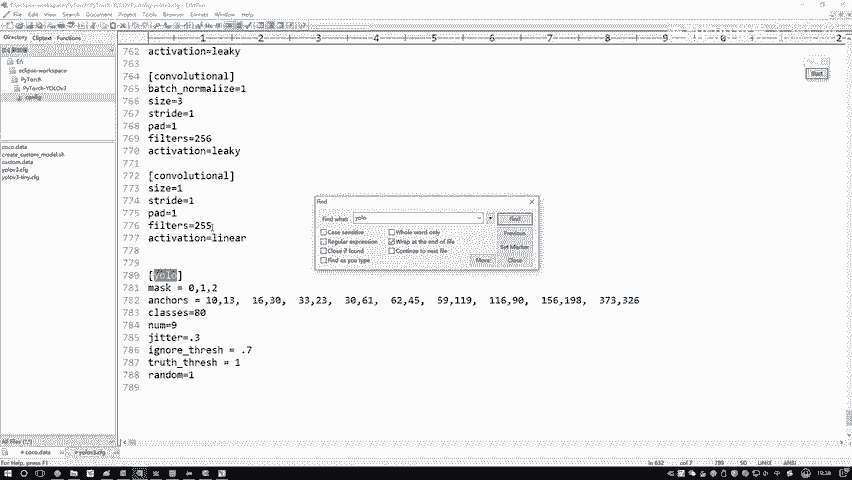 File Edit View Search Document Project Tools Browser Window Help
Directory Cliptext Functions
E:\
eclipse-workspace
PyTorch
PyTorch-YOLOv3
config
coco.data
create_custom_model.sh
custom.data
yolov3.cfg
yolov3-tiny.cfg
Start
762 activation=leaky
763
764 [convolutional]
765 batch_normalize=1
766 size=3
767 stride=1
768 pad=1
769 filters=256
770 activation=leaky
771
772 [convolutional]
773 size=1
774 stride=1
775 pad=1
776 filters=255
777 activation=linear
778
779
780 [yolo]
781 mask = 0,1,2
782 anchors = 10,13, 16,30, 33,23, 30,61, 62,45, 59,119, 116,90, 156,198, 373,326
783 classes=80
784 num=9
785 jitter=.3
786 ignore_thresh = .7
787 truth_thresh = 1
788 random=1
789
Find
Find what: yolo
Find
Case sensitive
Whole word only
Previous
Regular expression
Wrap at the end of file
Set Marker
Close if found
Continue to next file
Find as you type
More
Close
All Files (*.*)
coco.data
yolov3.cfg
For Help, press F1
ln 632 col 7 789 50 UNIX ANSI
19:38